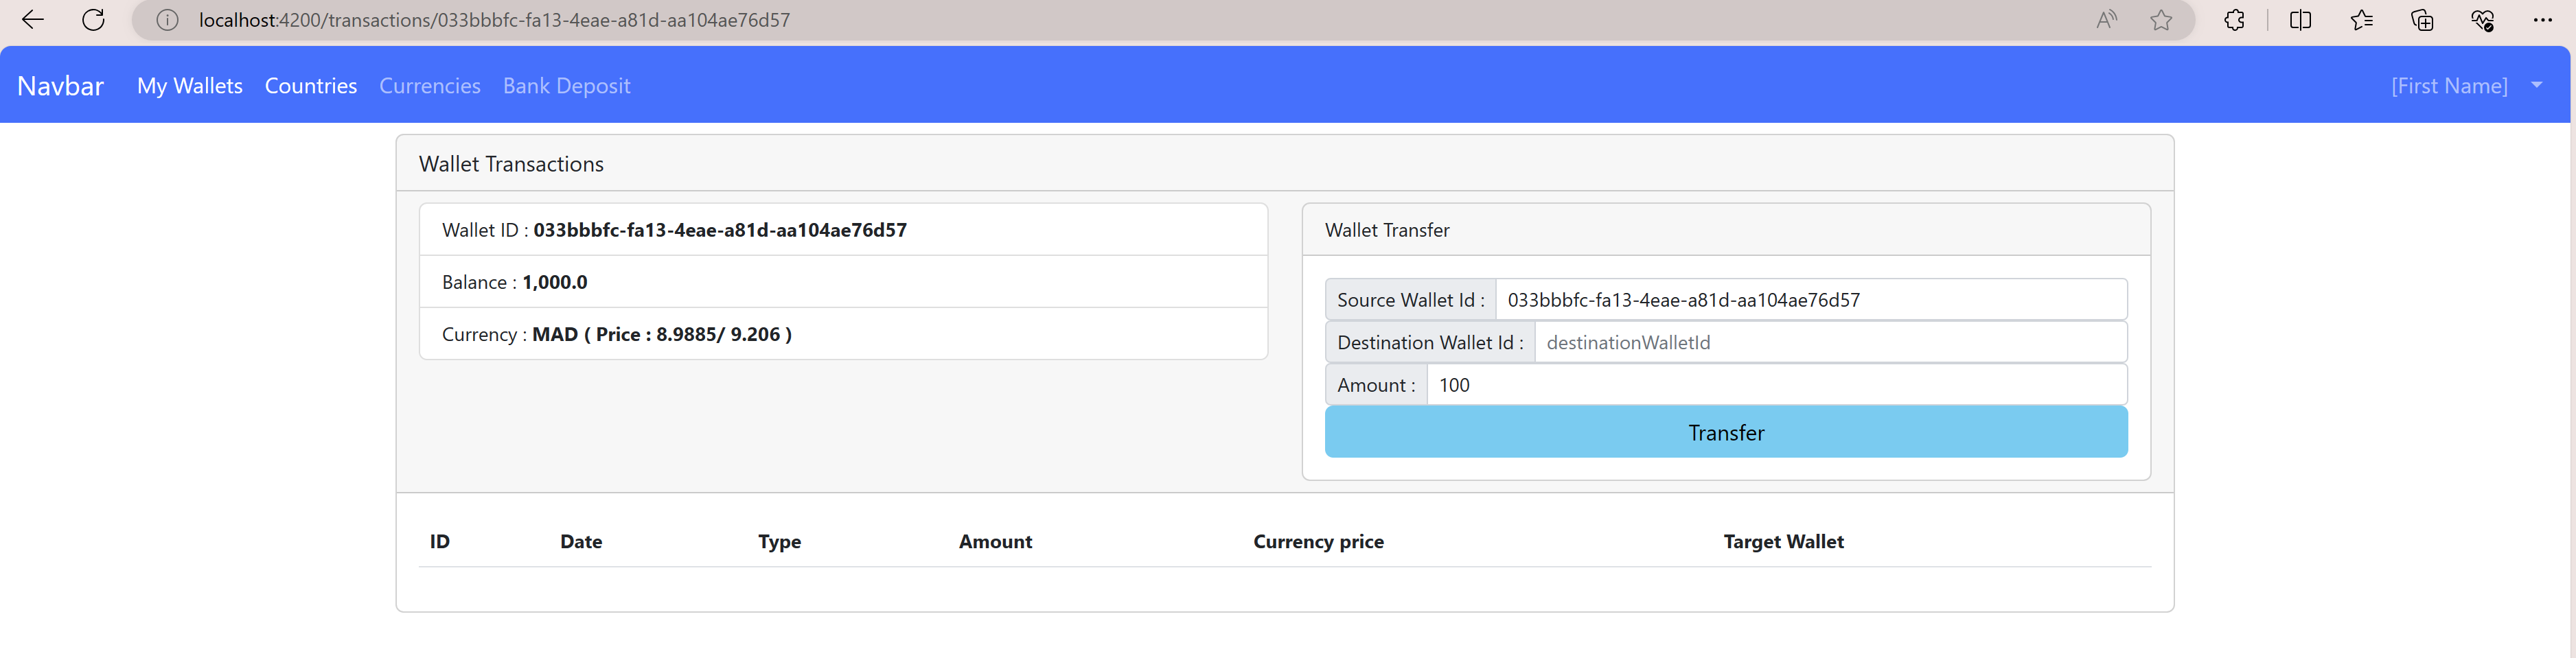 localhost:4200/transactions/033bbbfc-fa13-4eae-a81d-aa104ae76d57
Navbar My Wallets Countries Currencies Bank Deposit [First Name]
Wallet Transactions
Wallet ID : 033bbbfc-fa13-4eae-a81d-aa104ae76d57
Balance : 1,000.0
Currency : MAD ( Price : 8.9885/ 9.206 )
Wallet Transfer
Source Wallet Id : 033bbbfc-fa13-4eae-a81d-aa104ae76d57
Destination Wallet Id : destinationWalletId
Amount : 100
Transfer
ID Date Type Amount Currency price Target Wallet